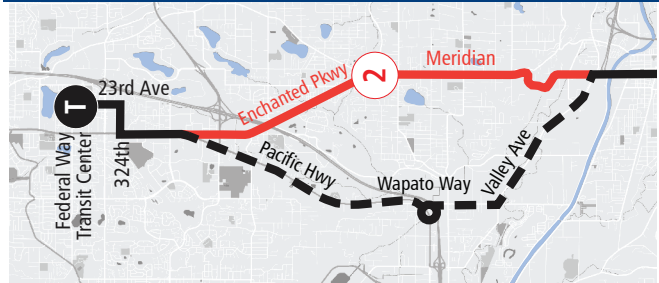 T
23rd Ave
Federal Way
Transit Center
324th
Enchanted Pkwy
2
Meridian
Pacific Hwy
Wapato Way
Valley Ave